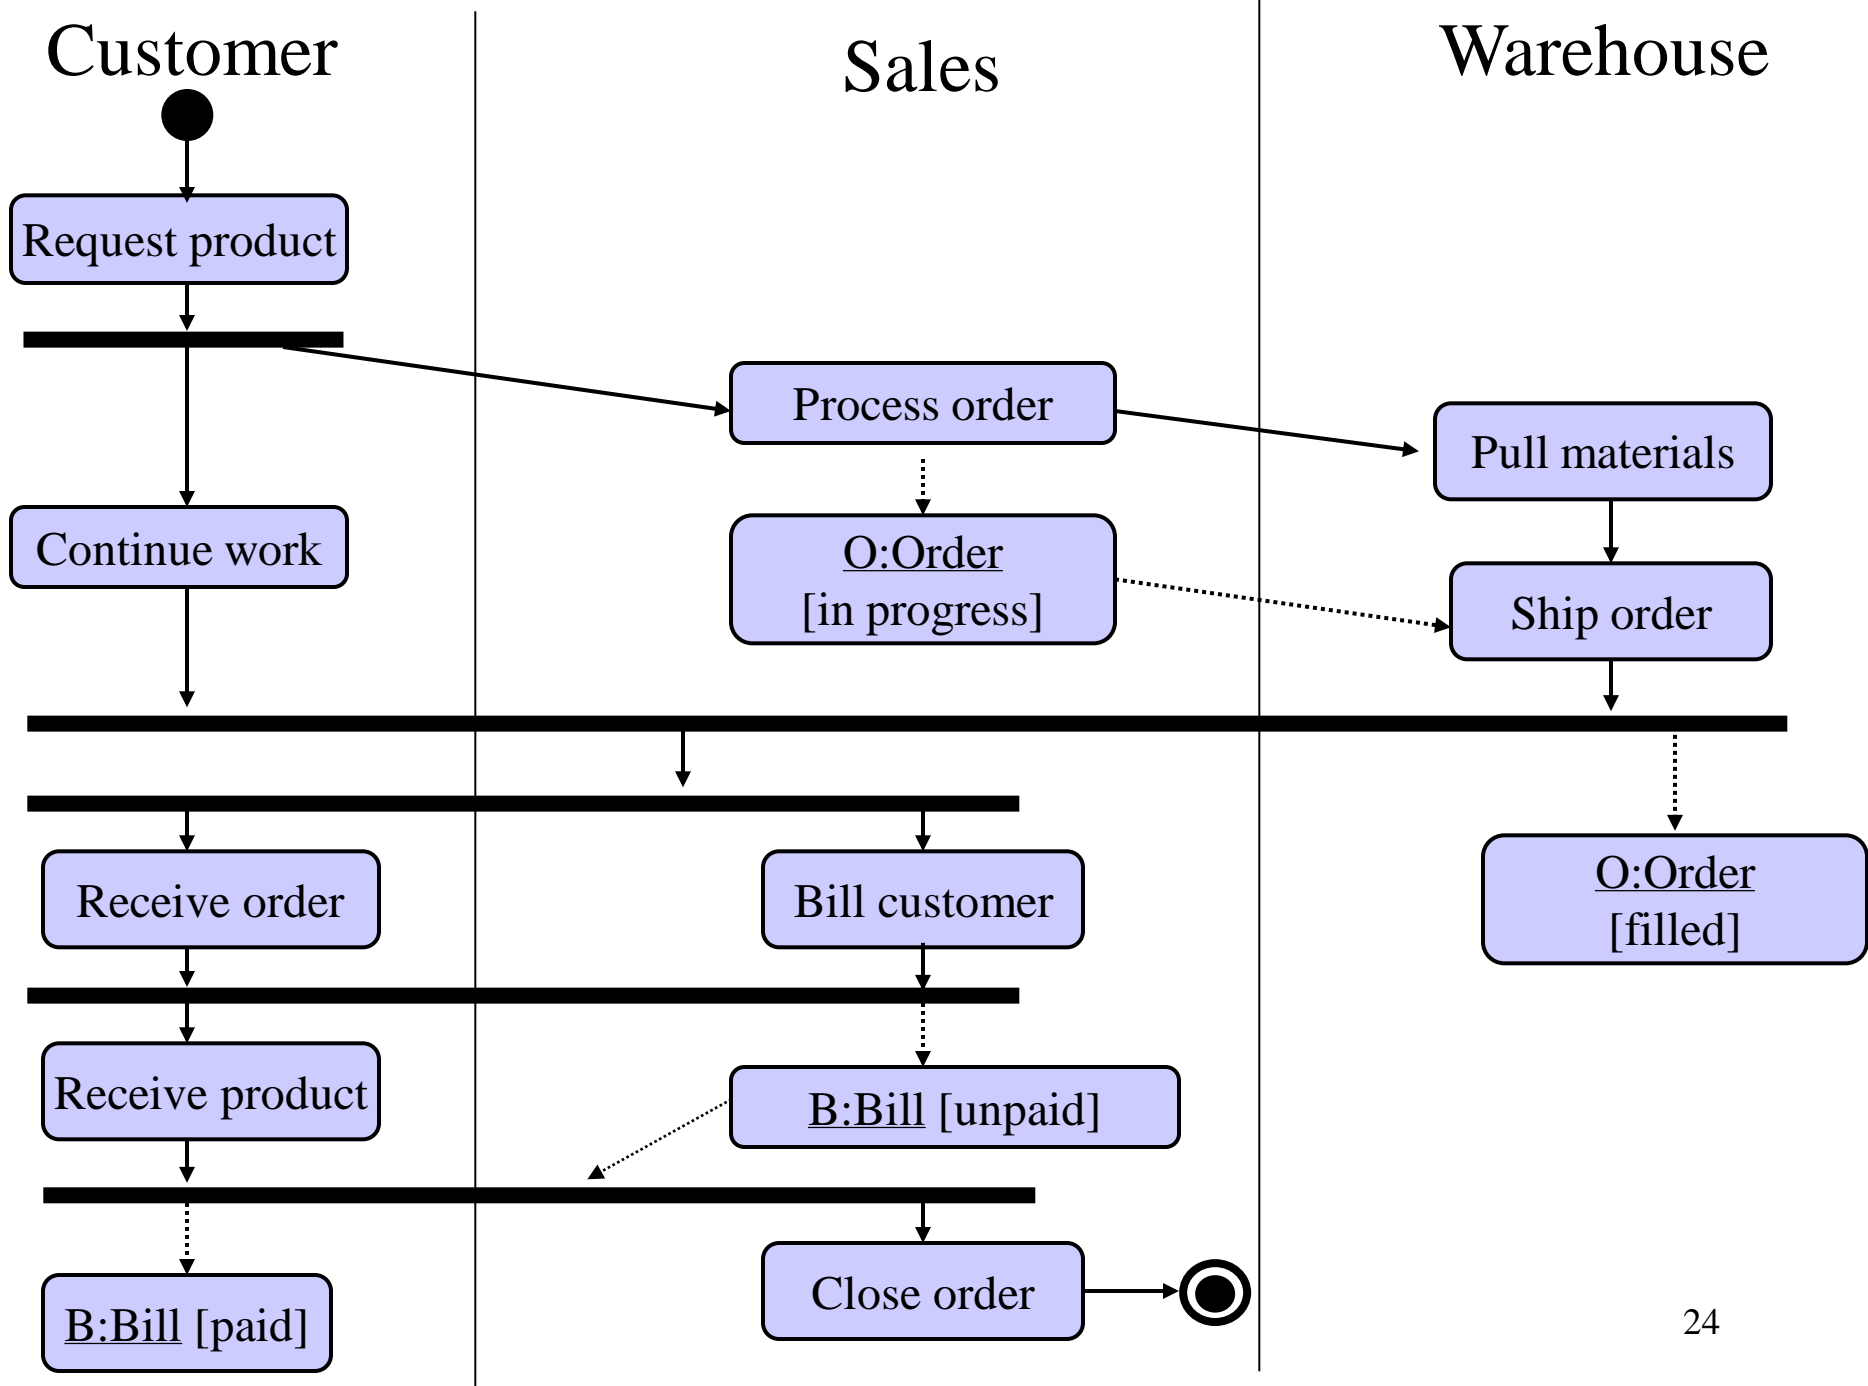 Customer
Sales
Warehouse
Request product
Process order
Pull materials
Continue work
O:Order
[in progress]
Ship order
Receive order
Bill customer
O:Order
[filled]
Receive product
B:Bill [unpaid]
Close order
B:Bill [paid]
24